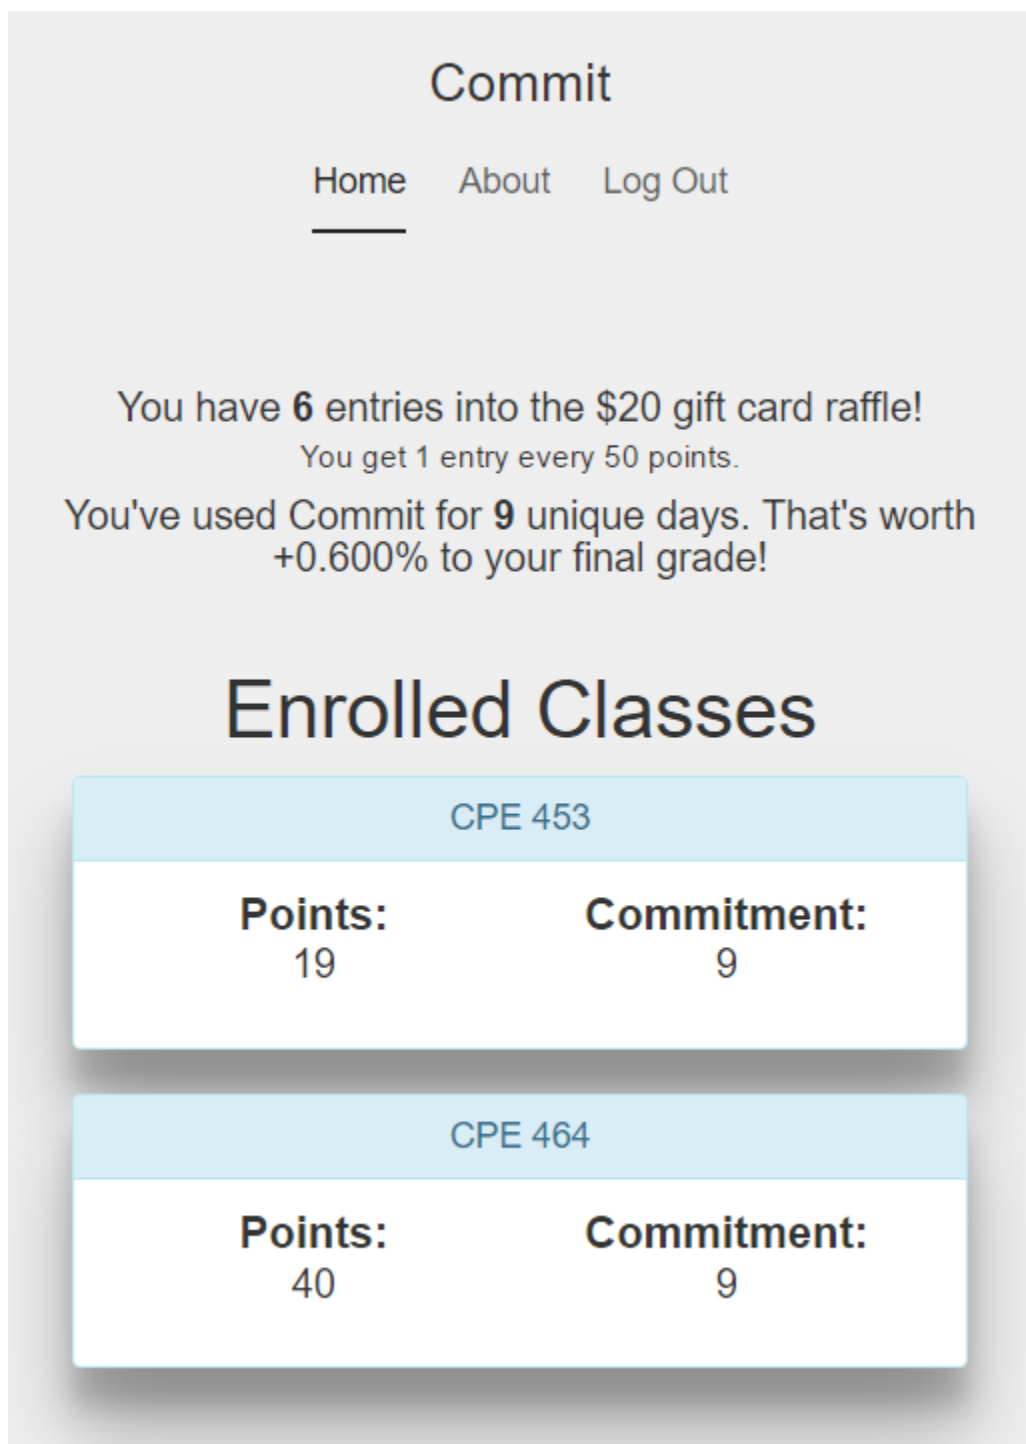 Commit
Home About Log Out
You have 6 entries into the $20 gift card raffle!
You get 1 entry every 50 points.
You've used Commit for 9 unique days. That's worth
+0.600% to your final grade!
Enrolled Classes
CPE 453
Points: Commitment:
19 9
CPE 464
Points: Commitment:
40 9